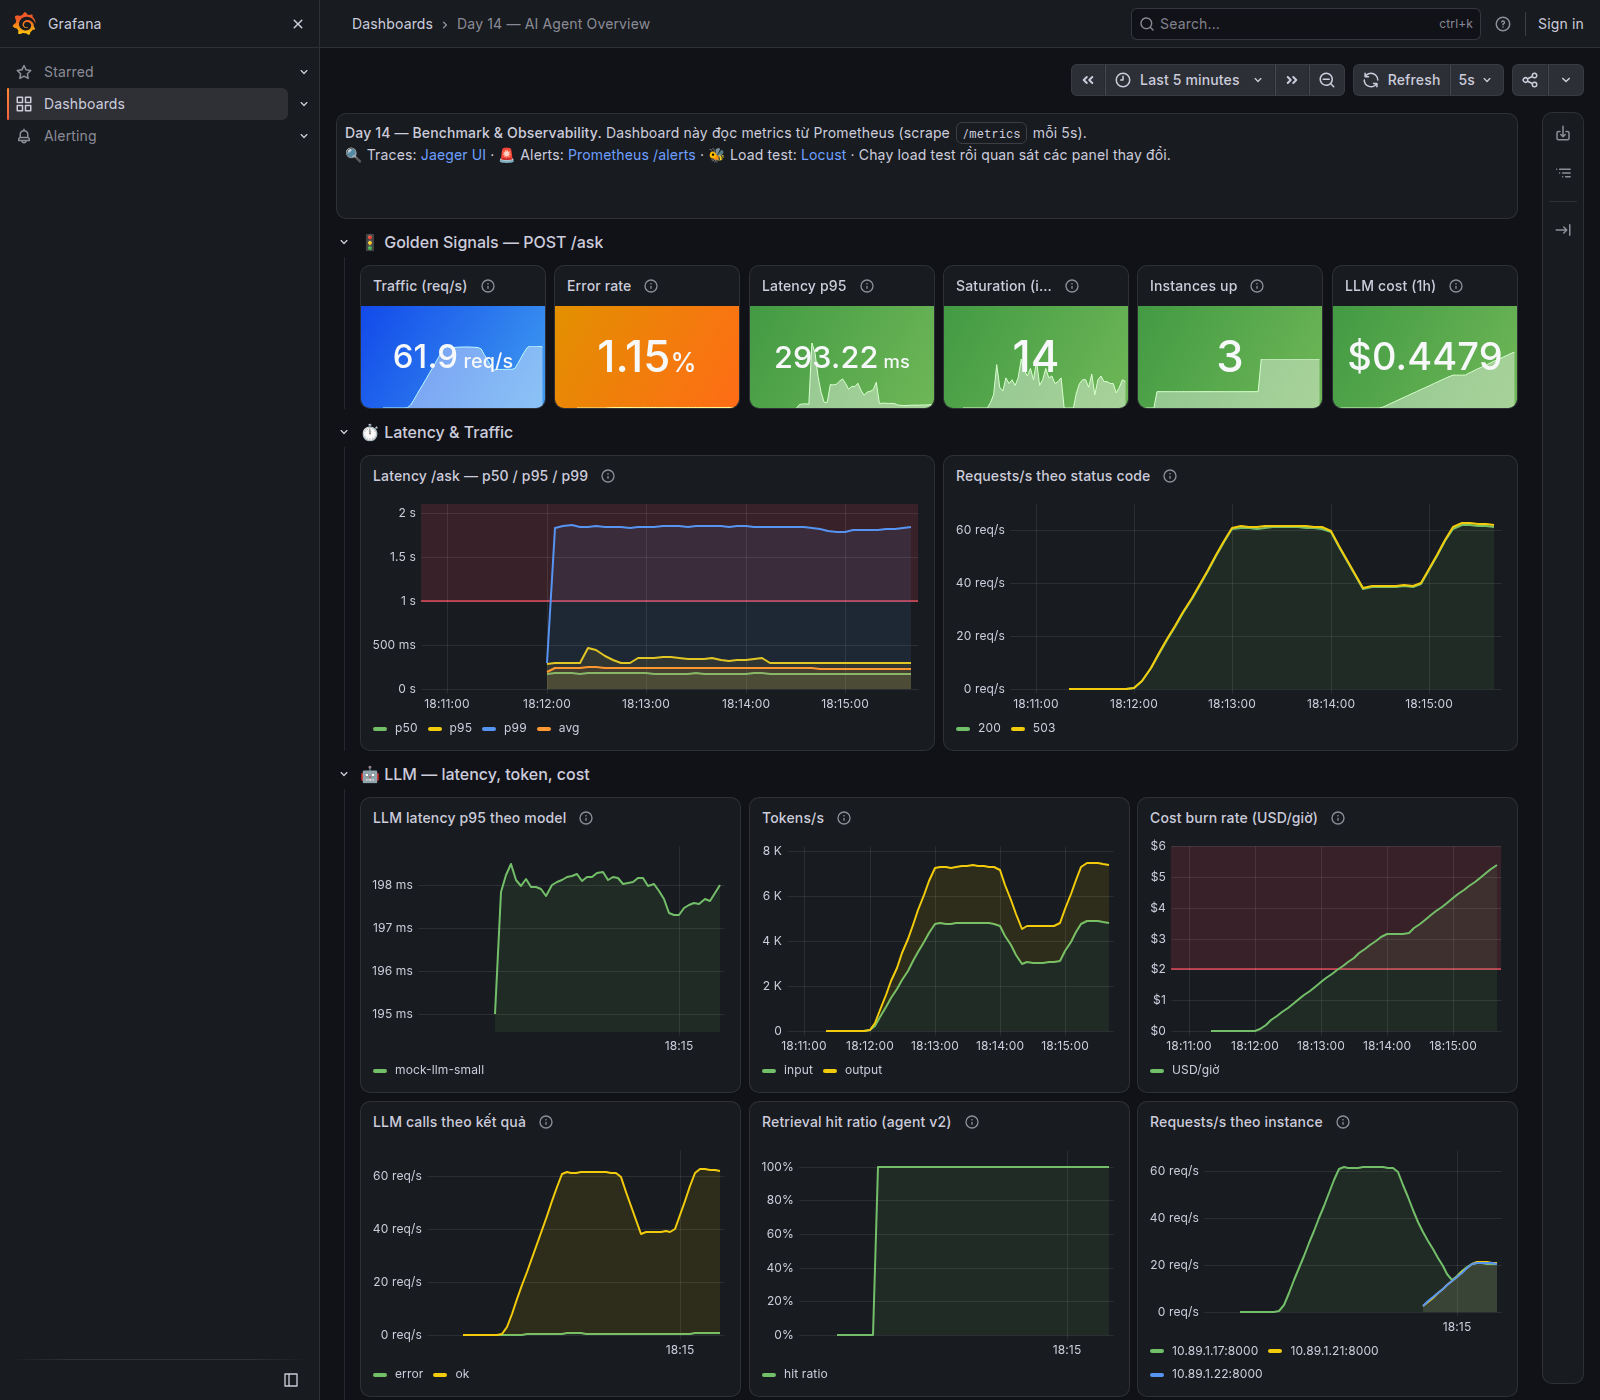 Grafana
Dashboards › Day 14 — AI Agent Overview
Search...
ctrl+k
Sign in
Starred
Dashboards
Alerting
Last 5 minutes
Refresh
5s
Day 14 — Benchmark & Observability. Dashboard này đọc metrics từ Prometheus (scrape /metrics mỗi 5s).
🔍 Traces: Jaeger UI · 🚨 Alerts: Prometheus /alerts · 🐝 Load test: Locust · Chạy load test rồi quan sát các panel thay đổi.
🚦 Golden Signals — POST /ask
Traffic (req/s)
61.9 req/s
Error rate
1.15%
Latency p95
293.22 ms
Saturation (i...
14
Instances up
3
LLM cost (1h)
$0.4479
⏱️ Latency & Traffic
Latency /ask — p50 / p95 / p99
2 s
1.5 s
1 s
500 ms
0 s
18:11:00 18:12:00 18:13:00 18:14:00 18:15:00
p50 p95 p99 avg
Requests/s theo status code
60 req/s
40 req/s
20 req/s
0 req/s
18:11:00 18:12:00 18:13:00 18:14:00 18:15:00
200 503
🤖 LLM — latency, token, cost
LLM latency p95 theo model
198 ms
197 ms
196 ms
195 ms
18:15
mock-llm-small
Tokens/s
8 K
6 K
4 K
2 K
0
18:11:00 18:12:00 18:13:00 18:14:00 18:15:00
input output
Cost burn rate (USD/giờ)
$6
$5
$4
$3
$2
$1
$0
18:11:00 18:12:00 18:13:00 18:14:00 18:15:00
USD/giờ
LLM calls theo kết quả
60 req/s
40 req/s
20 req/s
0 req/s
18:15
error ok
Retrieval hit ratio (agent v2)
100%
80%
60%
40%
20%
0%
18:15
hit ratio
Requests/s theo instance
60 req/s
40 req/s
20 req/s
0 req/s
18:15
10.89.1.17:8000 10.89.1.21:8000
10.89.1.22:8000